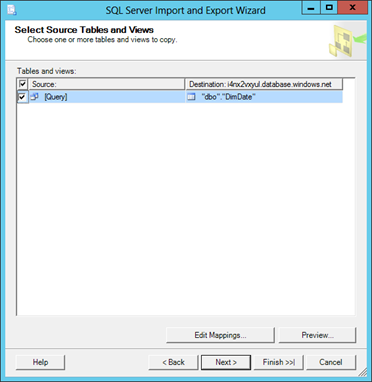 SQL Server Import and Export Wizard
Select Source Tables and Views
Choose one or more tables and views to copy.
Tables and views:
Source: Destination: i4nx2vxyul.database.windows.net
[Query] "dbo"."DimDate"
Edit Mappings... Preview...
Help < Back Next > Finish >>| Cancel